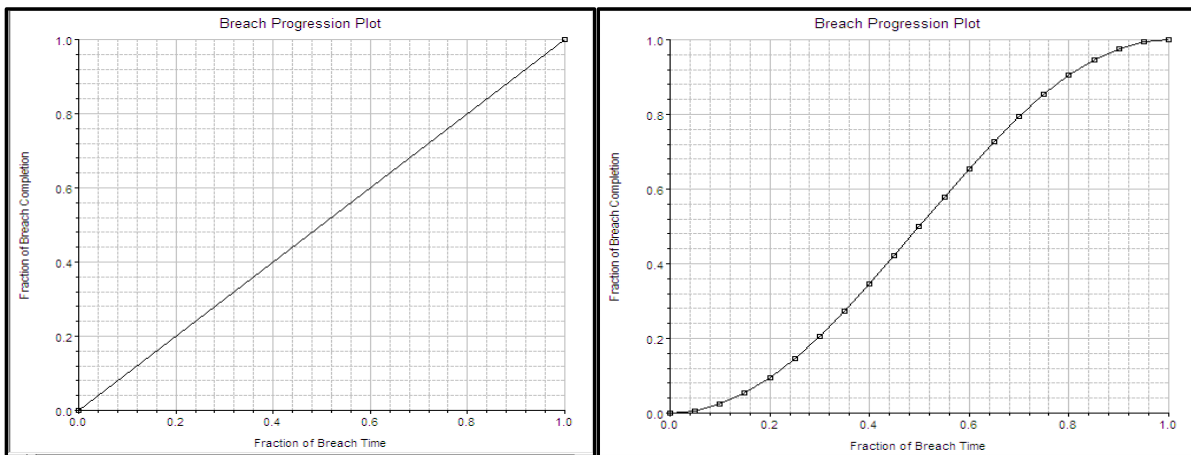 Breach Progression Plot
1.0
0.8
0.6
0.4
0.2
0.0
Fraction of Breach Completion
0.0 0.2 0.4 0.6 0.8 1.0
Fraction of Breach Time
Breach Progression Plot
1.0
0.8
0.6
0.4
0.2
0.0
Fraction of Breach Completion
0.0 0.2 0.4 0.6 0.8 1.0
Fraction of Breach Time